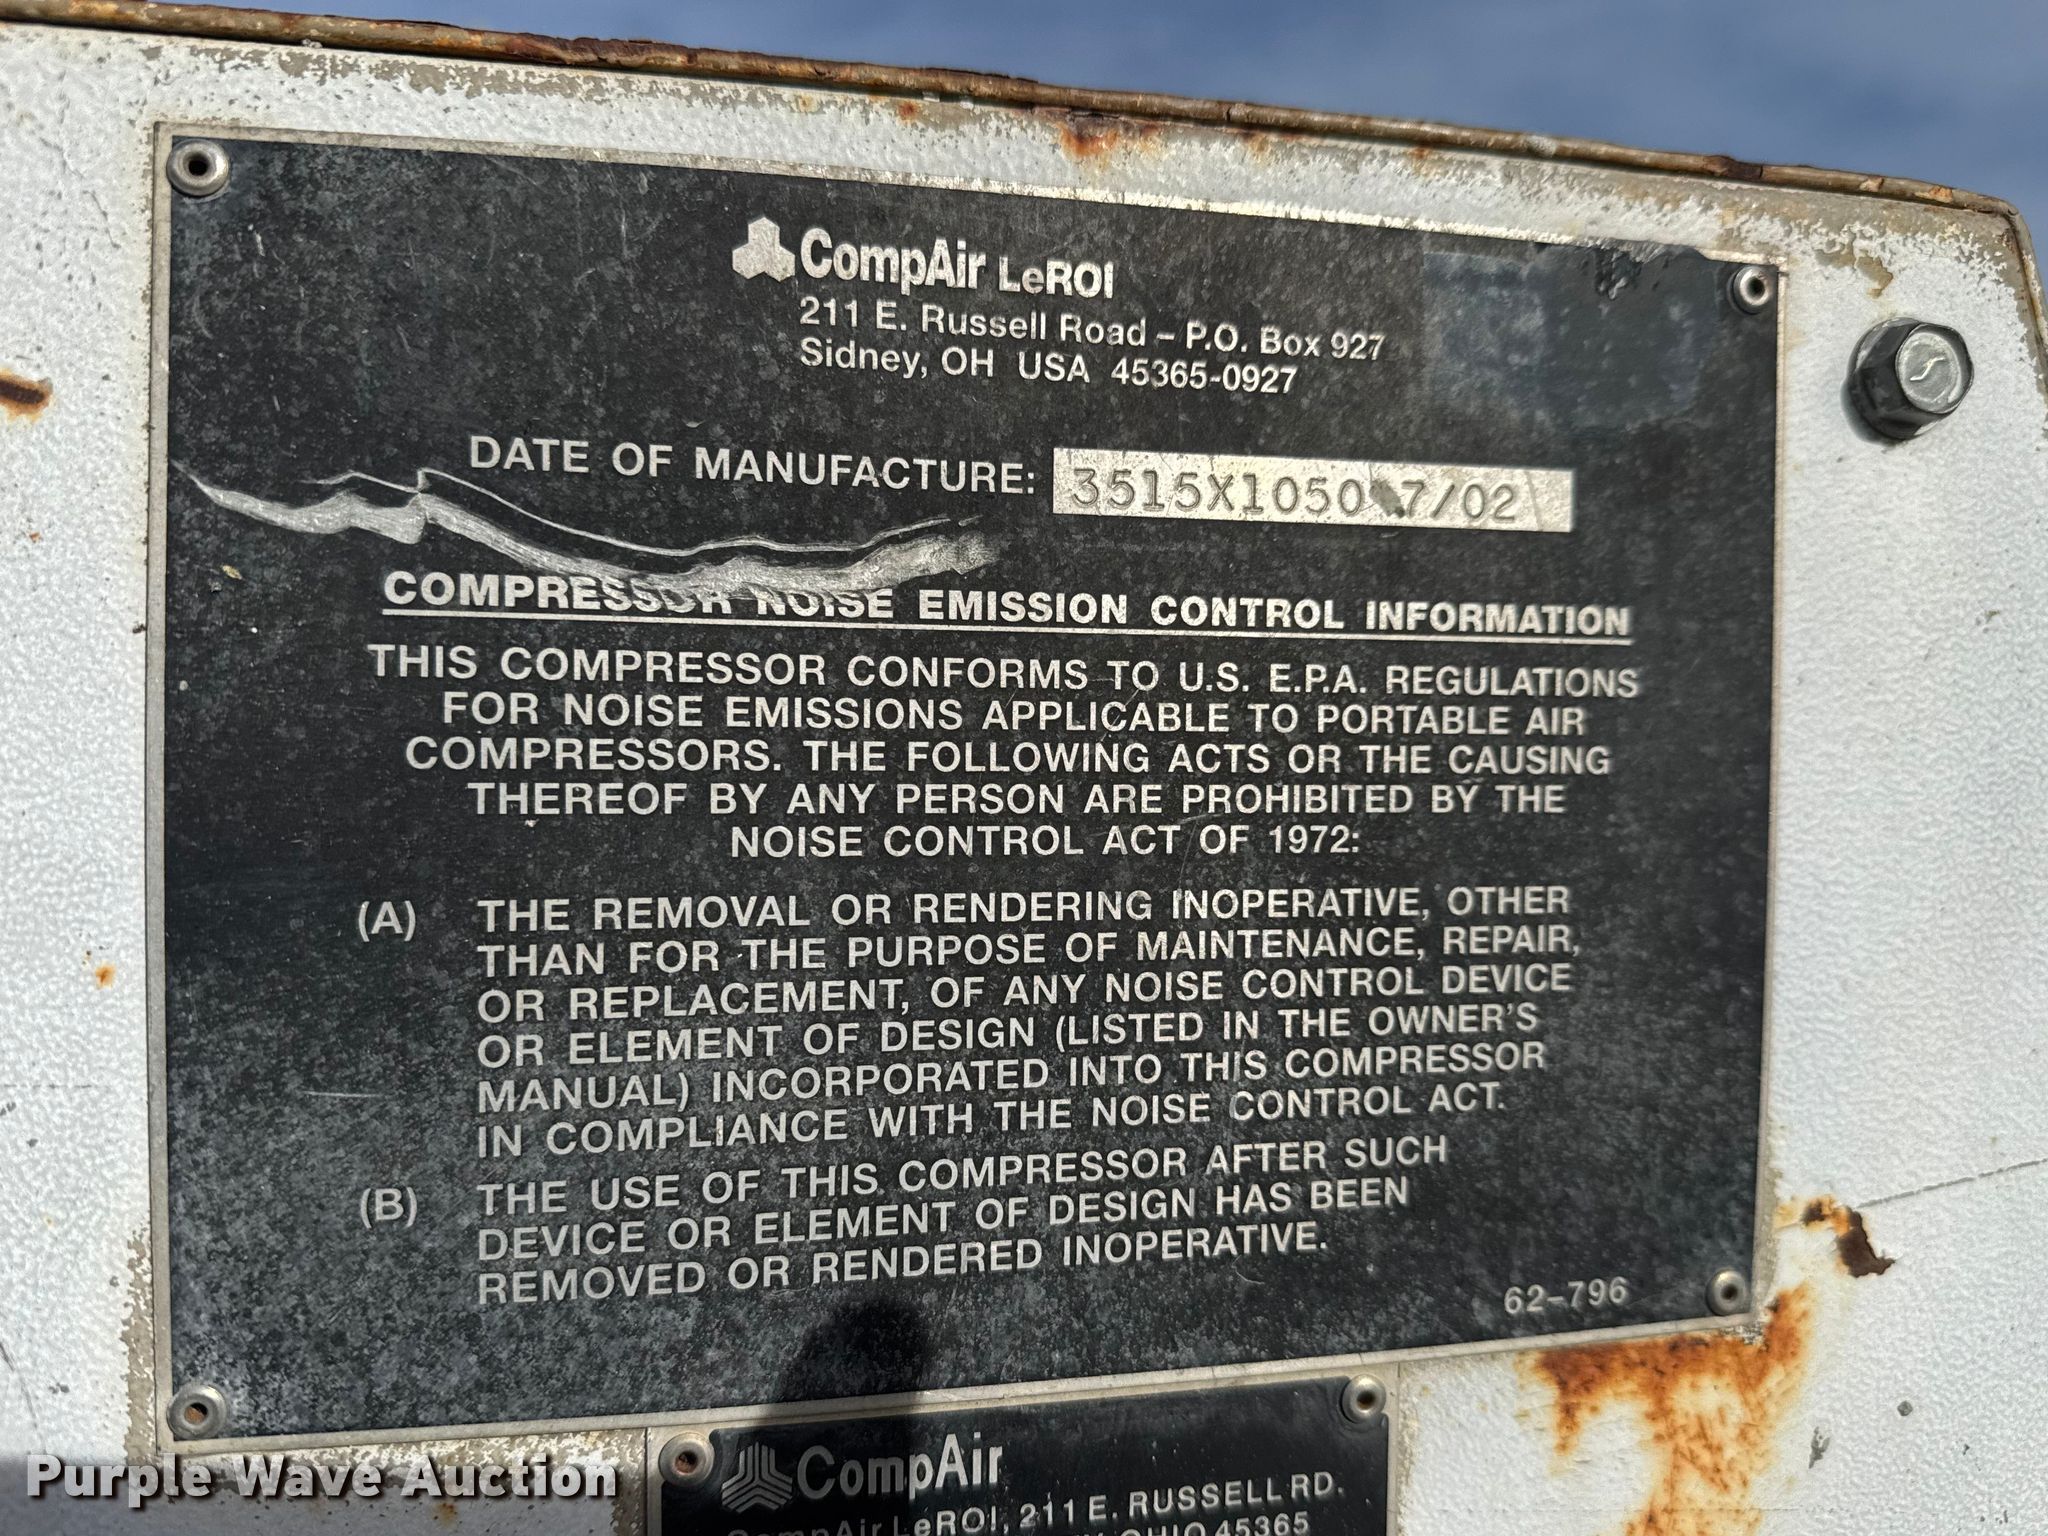 CompAir LeROI
211 E. Russell Road – P.O. Box 927
Sidney, OH USA 45365-0927
DATE OF MANUFACTURE: 3515X1050 7/02
COMPRESSOR NOISE EMISSION CONTROL INFORMATION
THIS COMPRESSOR CONFORMS TO U.S. E.P.A. REGULATIONS
FOR NOISE EMISSIONS APPLICABLE TO PORTABLE AIR
COMPRESSORS. THE FOLLOWING ACTS OR THE CAUSING
THEREOF BY ANY PERSON ARE PROHIBITED BY THE
NOISE CONTROL ACT OF 1972:
(A) THE REMOVAL OR RENDERING INOPERATIVE, OTHER
THAN FOR THE PURPOSE OF MAINTENANCE, REPAIR,
OR REPLACEMENT, OF ANY NOISE CONTROL DEVICE
OR ELEMENT OF DESIGN (LISTED IN THE OWNER'S
MANUAL) INCORPORATED INTO THIS COMPRESSOR
IN COMPLIANCE WITH THE NOISE CONTROL ACT.
(B) THE USE OF THIS COMPRESSOR AFTER SUCH
DEVICE OR ELEMENT OF DESIGN HAS BEEN
REMOVED OR RENDERED INOPERATIVE.
62–796
CompAir
CompAir LeROI, 211 E. RUSSELL RD.
OHIO 45365
Purple Wave Auction